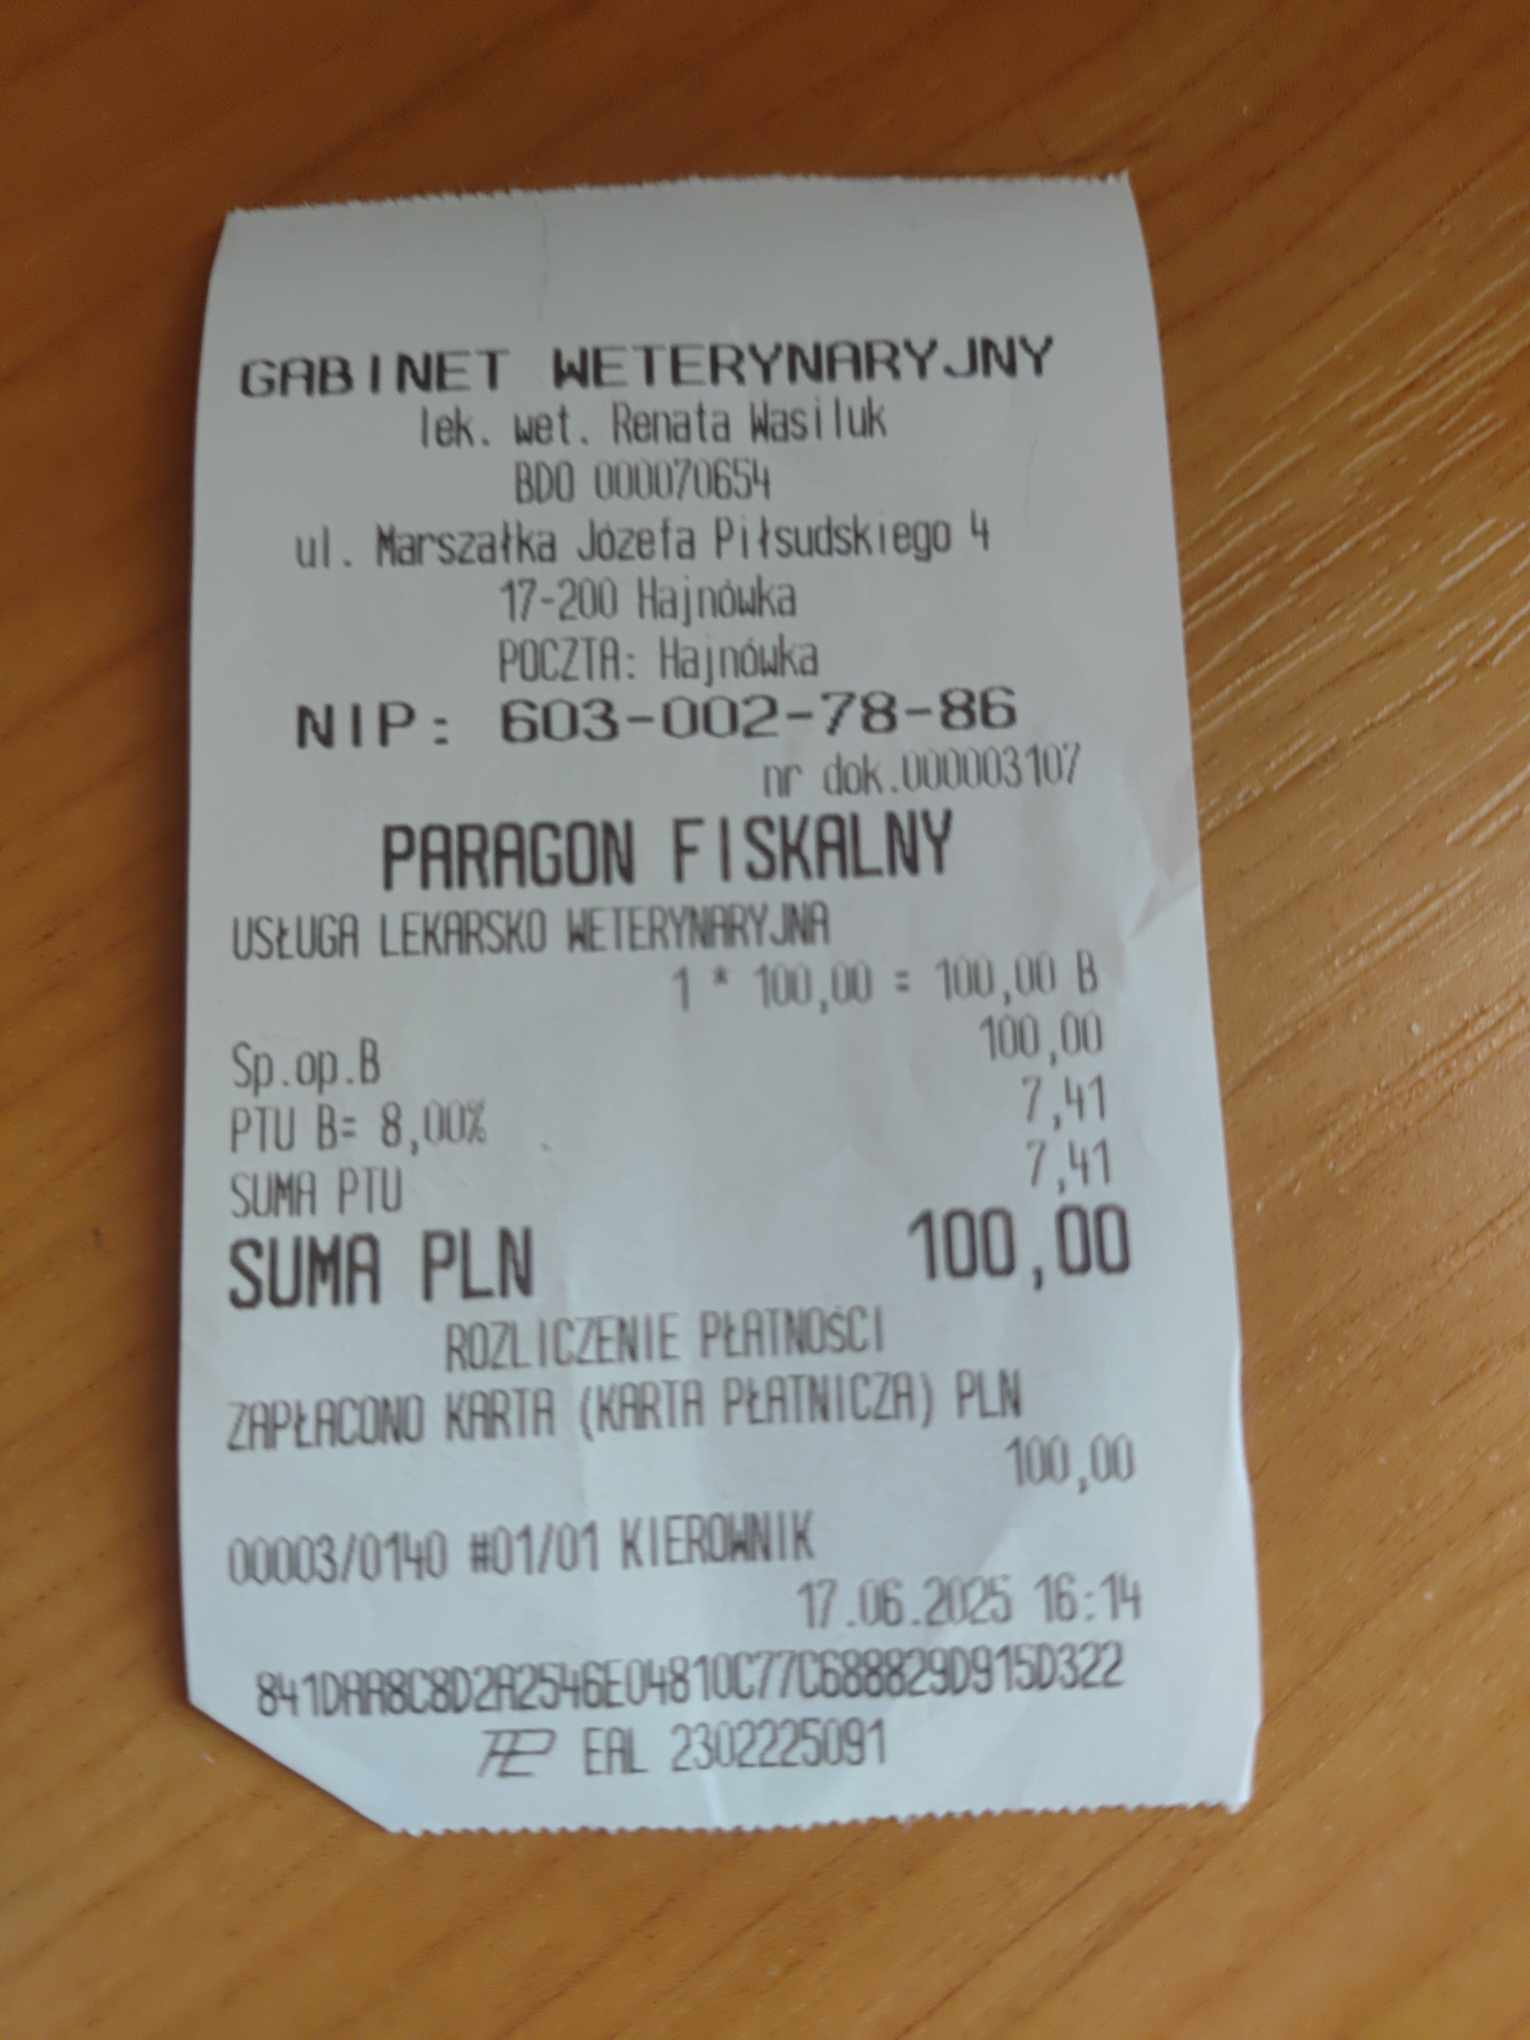 GABINET WETERYNARYJNY
lek. wet. Renata Wasiluk
BDO 000070654
ul. Marszałka Józefa Piłsudskiego 4
17-200 Hajnówka
POCZTA: Hajnówka
NIP: 603-002-78-86
nr dok.000003107
PARAGON FISKALNY
USŁUGA LEKARSKO WETERYNARYJNA
1 * 100,00 = 100,00 B
Sp.op.B 100,00
PTU B= 8,00% 7,41
SUMA PTU 7,41
SUMA PLN 100,00
ROZLICZENIE PŁATNOŚCI
ZAPŁACONO KARTA (KARTA PŁATNICZA) PLN
100,00
00003/0140 #01/01 KIEROWNIK
17.06.2025 16:14
841DAA8C8D2A2546E04810C77C688829D915D322
EAL 2302225091